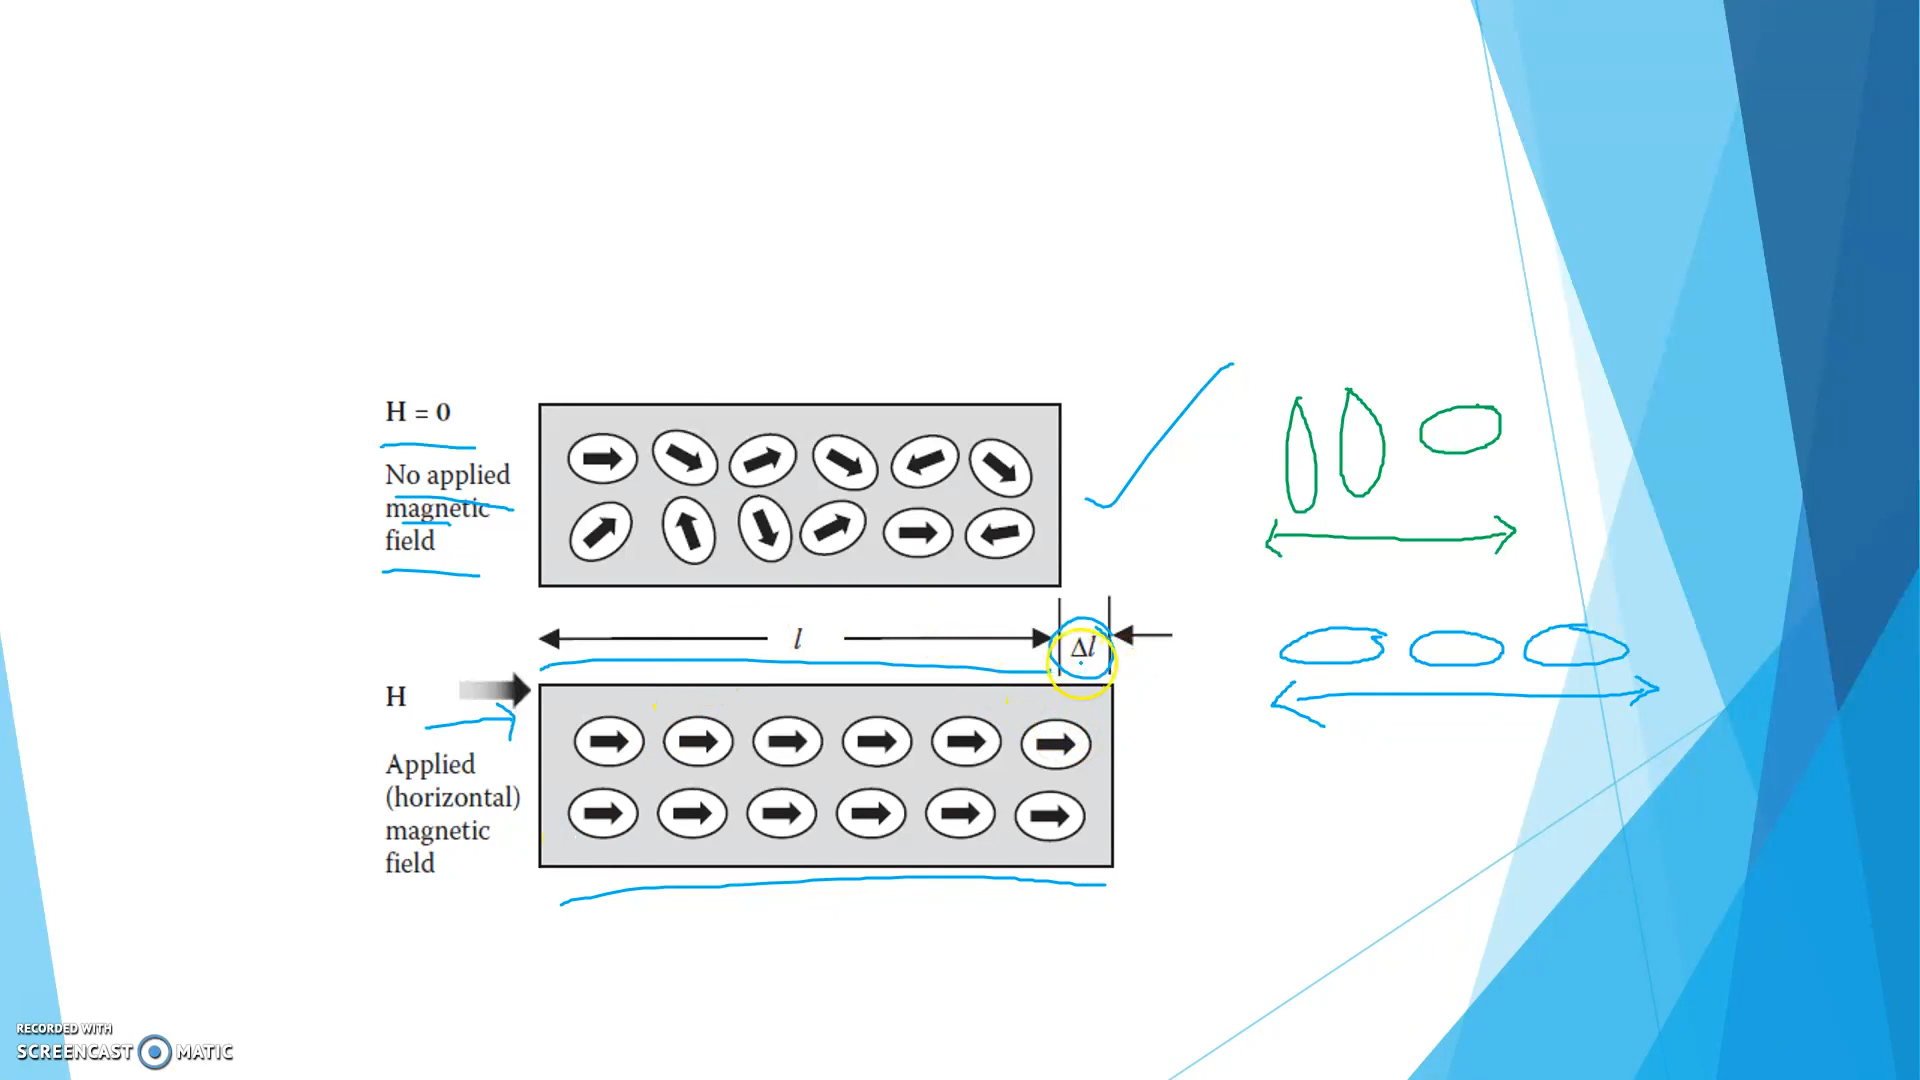 H = 0
No applied
magnetic
field
l
Δl
H
Applied
(horizontal)
magnetic
field
RECORDED WITH
SCREENCAST MATIC